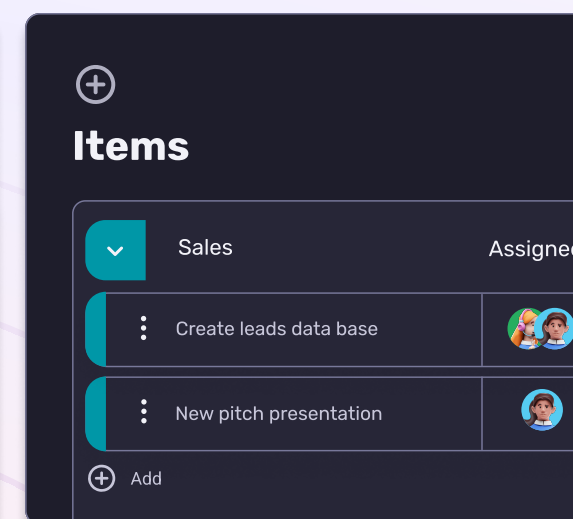 Items
Sales
Create leads data base
New pitch presentation
Add